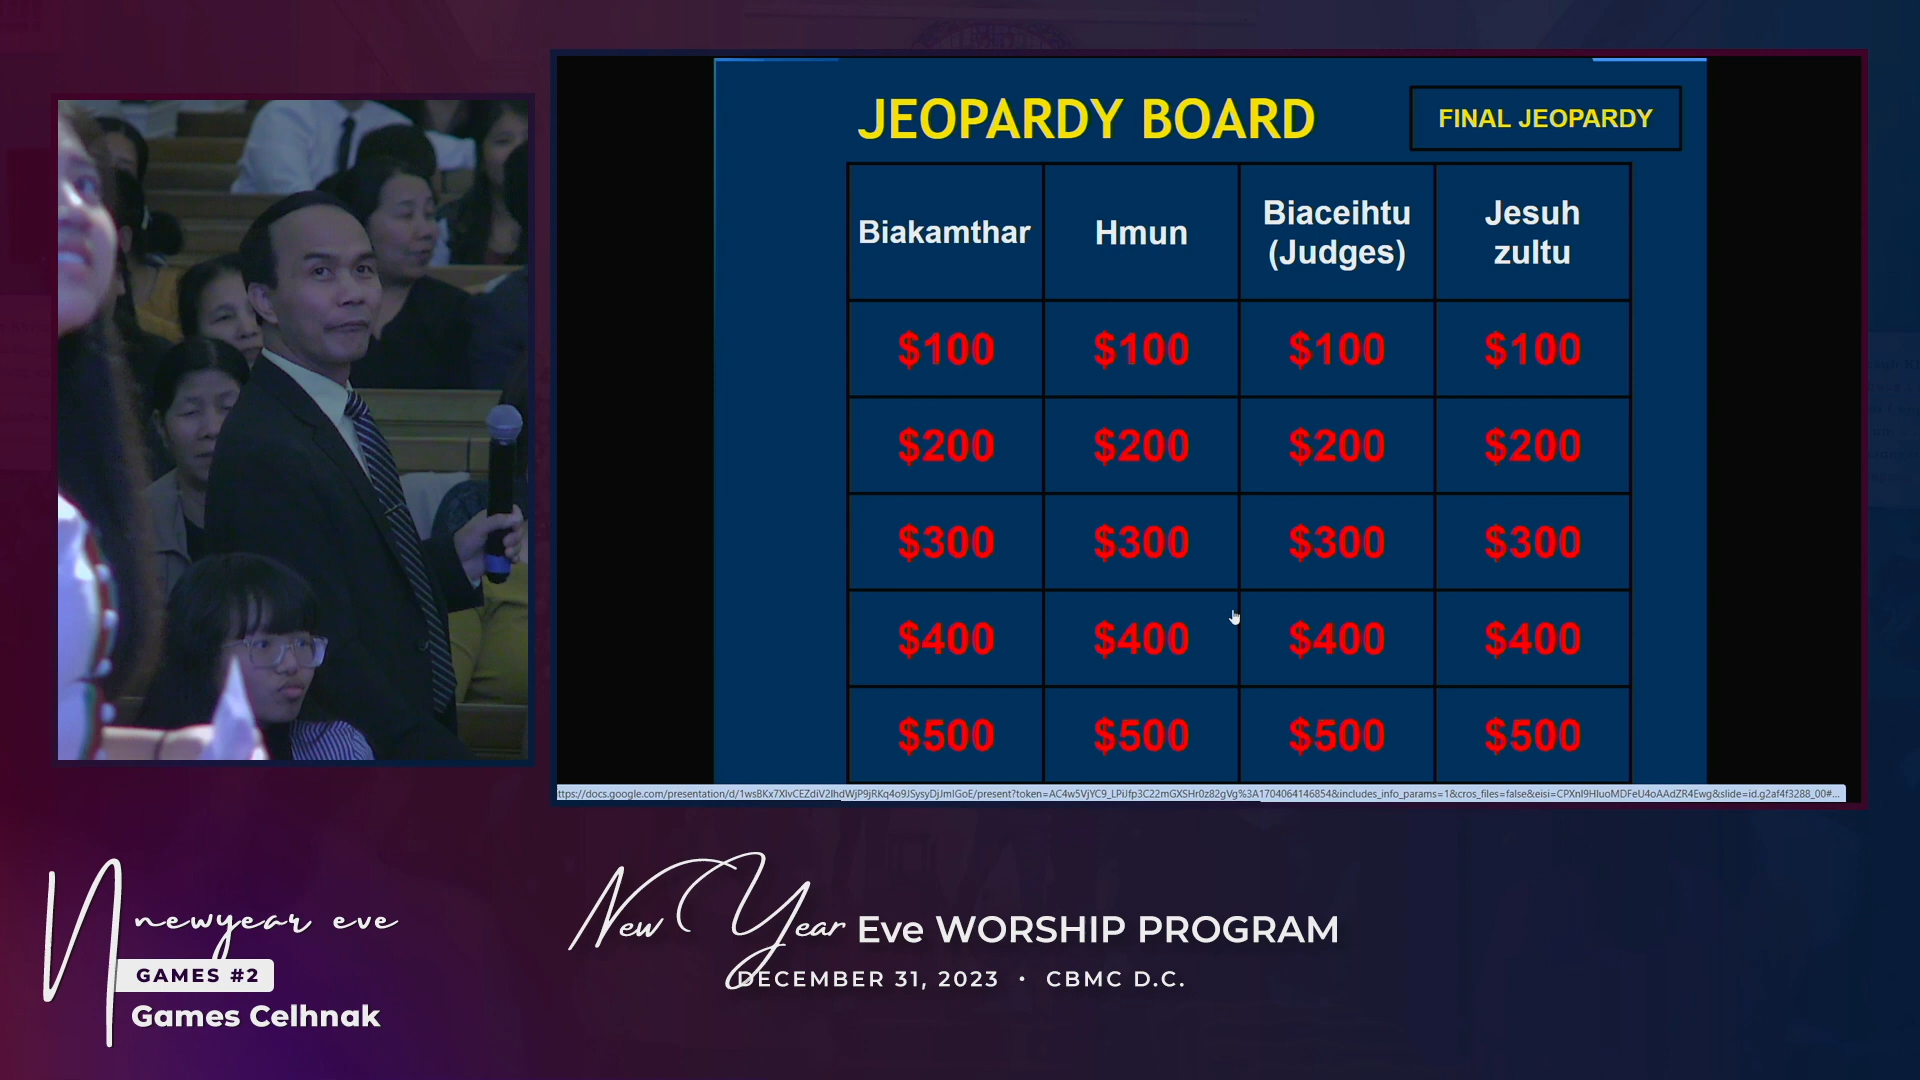 JEOPARDY BOARD
FINAL JEOPARDY
Biakamthar
Hmun
Biaceihtu
(Judges)
Jesuh
zultu
$100 $100 $100 $100
$200 $200 $200 $200
$300 $300 $300 $300
$400 $400 $400 $400
$500 $500 $500 $500
newyear eve
GAMES #2
Games Celhnak
New Year Eve WORSHIP PROGRAM
DECEMBER 31, 2023 • CBMC D.C.